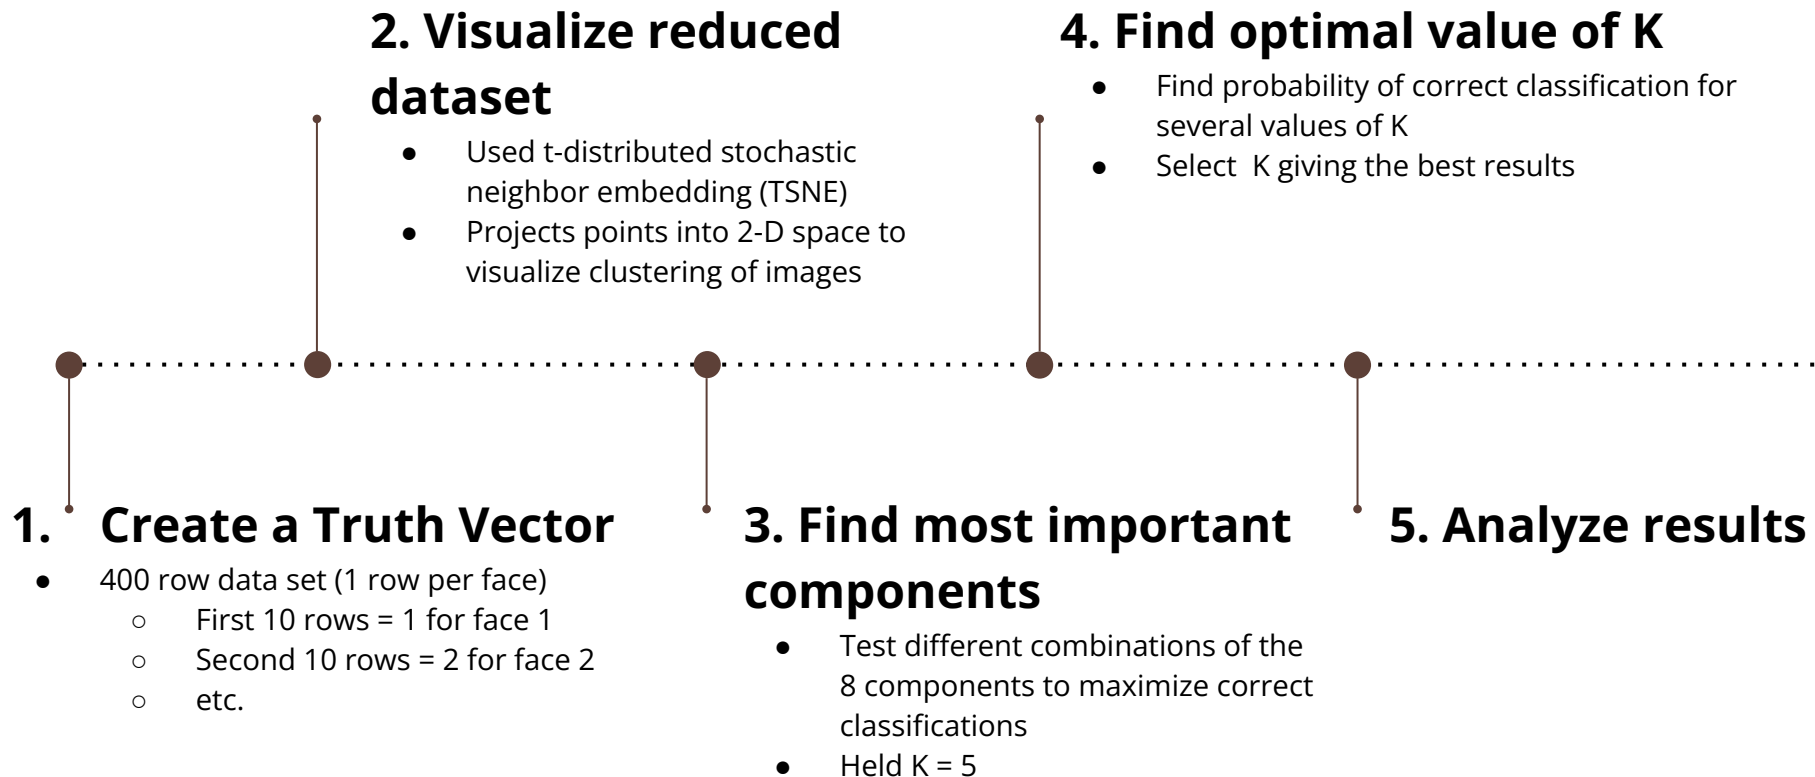 1. Create a Truth Vector
● 400 row data set (1 row per face)
○ First 10 rows = 1 for face 1
○ Second 10 rows = 2 for face 2
○ etc.
2. Visualize reduced
dataset
● Used t-distributed stochastic
neighbor embedding (TSNE)
● Projects points into 2-D space to
visualize clustering of images
3. Find most important
components
● Test different combinations of the
8 components to maximize correct
classifications
● Held K = 5
4. Find optimal value of K
● Find probability of correct classification for
several values of K
● Select  K giving the best results
5. Analyze results